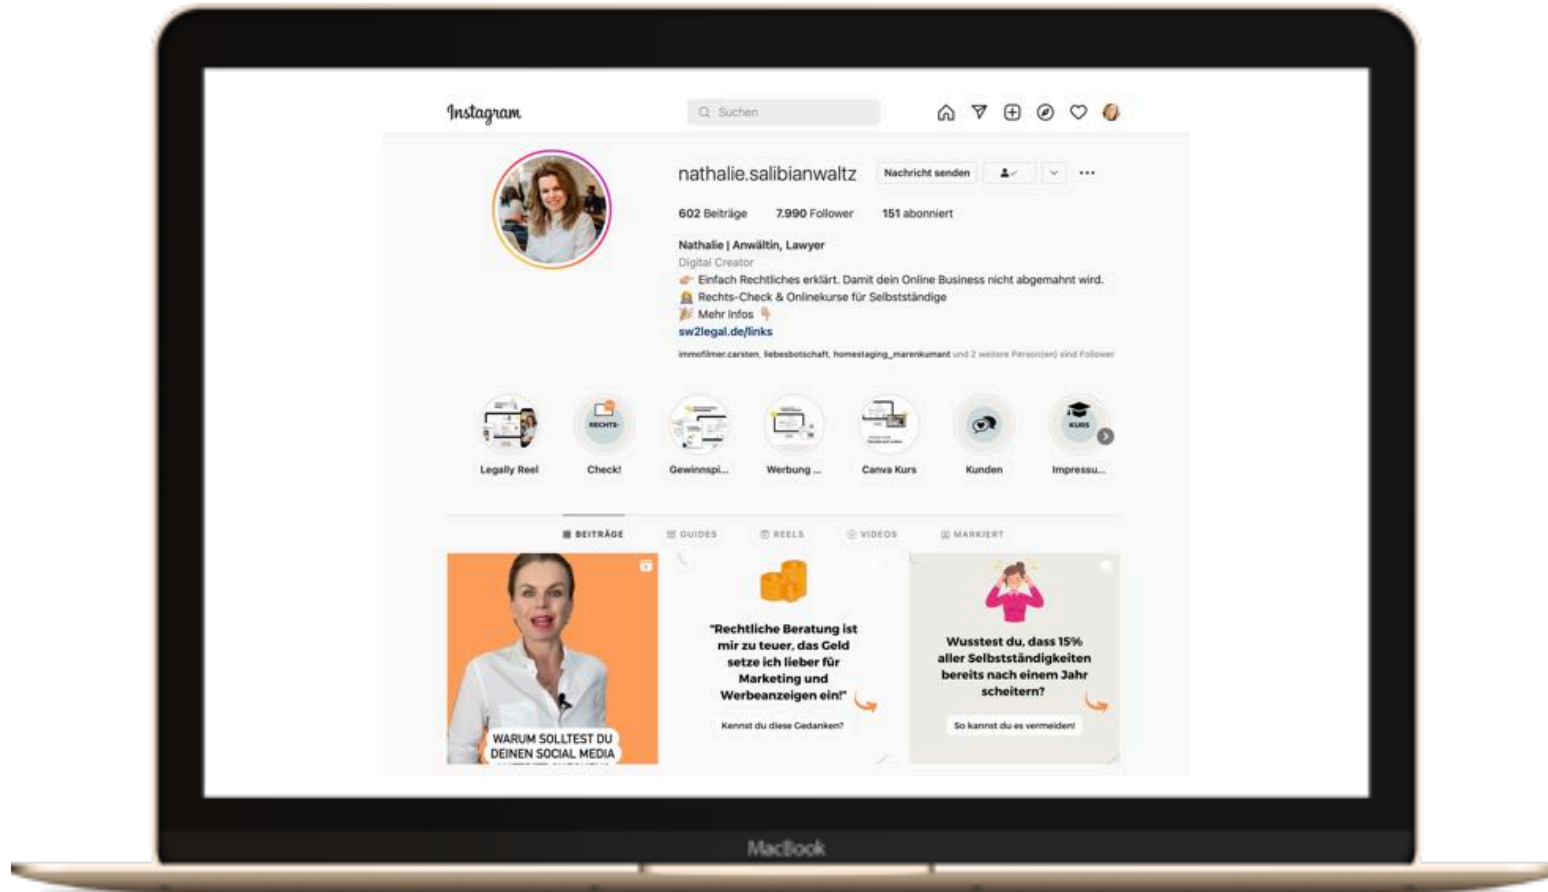 Instagram
Suchen
nathalie.salibianwaltz
Nachricht senden
602 Beiträge 7.990 Follower 151 abonniert
Nathalie | Anwältin, Lawyer
Digital Creator
👉 Einfach Rechtliches erklärt. Damit dein Online Business nicht abgemahnt wird.
Rechts-Check & Onlinekurse für Selbstständige
🎉 Mehr Infos 👇
sw2legal.de/links
immofilmer.carsten, liebesbotschaft, homestaging_marenkumant und 2 weitere Person(en) sind Follower
RECHTS-
KURS
Legally Reel Check! Gewinnspi... Werbung ... Canva Kurs Kunden Impressu...
BEITRÄGE GUIDES REELS VIDEOS MARKIERT
WARUM SOLLTEST DU
DEINEN SOCIAL MEDIA
"Rechtliche Beratung ist
mir zu teuer, das Geld
setze ich lieber für
Marketing und
Werbeanzeigen ein!"
Kennst du diese Gedanken?
Wusstest du, dass 15%
aller Selbstständigkeiten
bereits nach einem Jahr
scheitern?
So kannst du es vermeiden!
MacBook